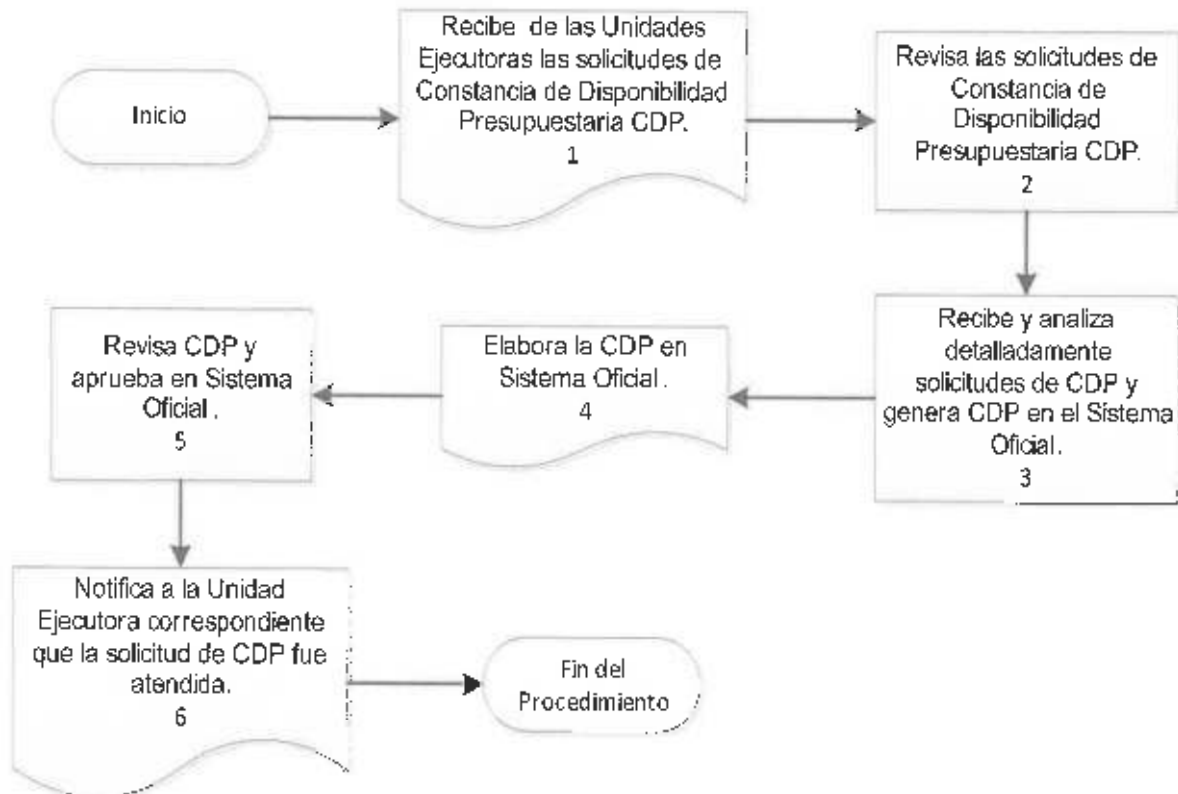 Inicio
Recibe de las Unidades
Ejecutoras las solicitudes de
Constancia de Disponibilidad
Presupuestaria CDP.
1
Revisa las solicitudes de
Constancia de
Disponibilidad
Presupuestaria CDP.
2
Recibe y analiza
detalladamente
solicitudes de CDP y
genera CDP en el Sistema
Oficial.
3
Elabora la CDP en
Sistema Oficial.
4
Revisa CDP y
aprueba en Sistema
Oficial.
5
Notifica a la Unidad
Ejecutora correspondiente
que la solicitud de CDP fue
atendida.
6
Fin del
Procedimiento